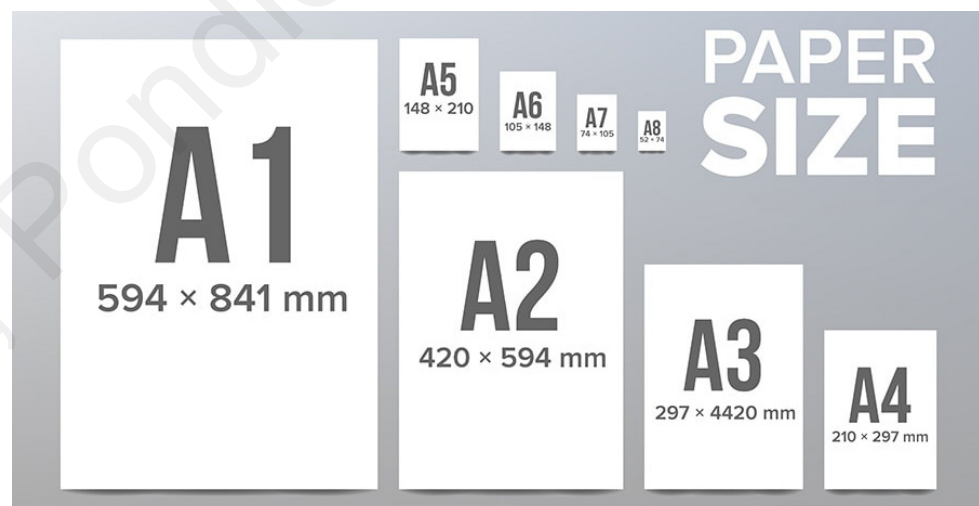 A1
594 × 841 mm
A5
148 × 210
A6
105 × 148
A7
74 × 105
A8
52 × 74
PAPER
SIZE
A2
420 × 594 mm
A3
297 × 4420 mm
A4
210 × 297 mm